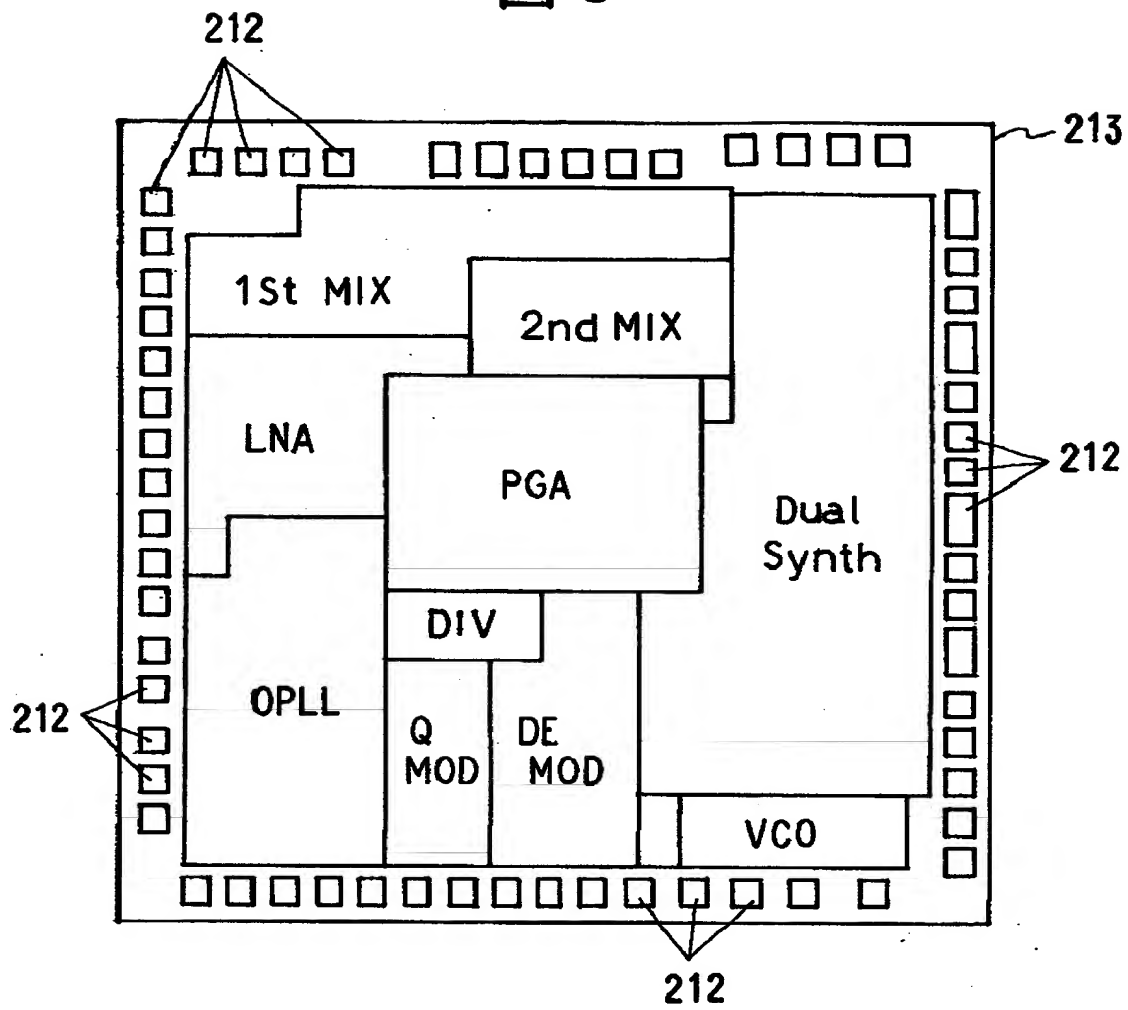 212
213
1St MIX
2nd MIX
LNA
PGA
212
Dual
Synth
DIV
OPLL
212
Q
MOD
DE
MOD
VCO
212